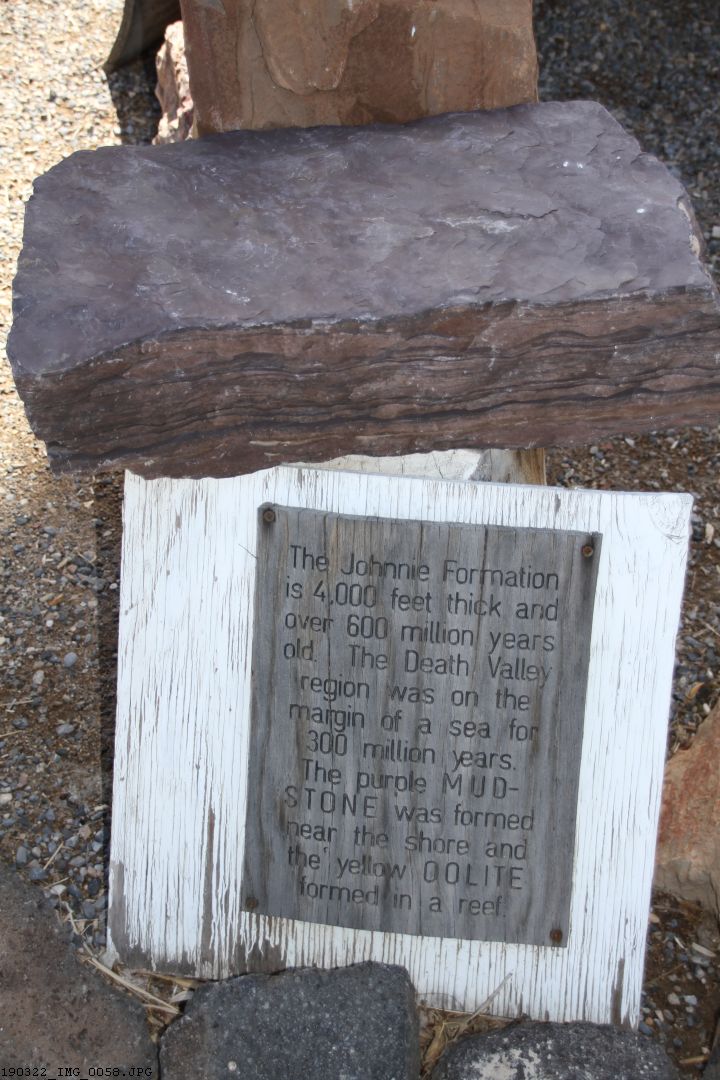 The Johnnie Formation
is 4,000 feet thick and
over 600 million years
old. The Death Valley
region was on the
margin of a sea for
300 million years.
The purple MUD-
STONE was formed
near the shore and
the yellow OOLITE
formed in a reef.
190322_IMG_0058.JPG